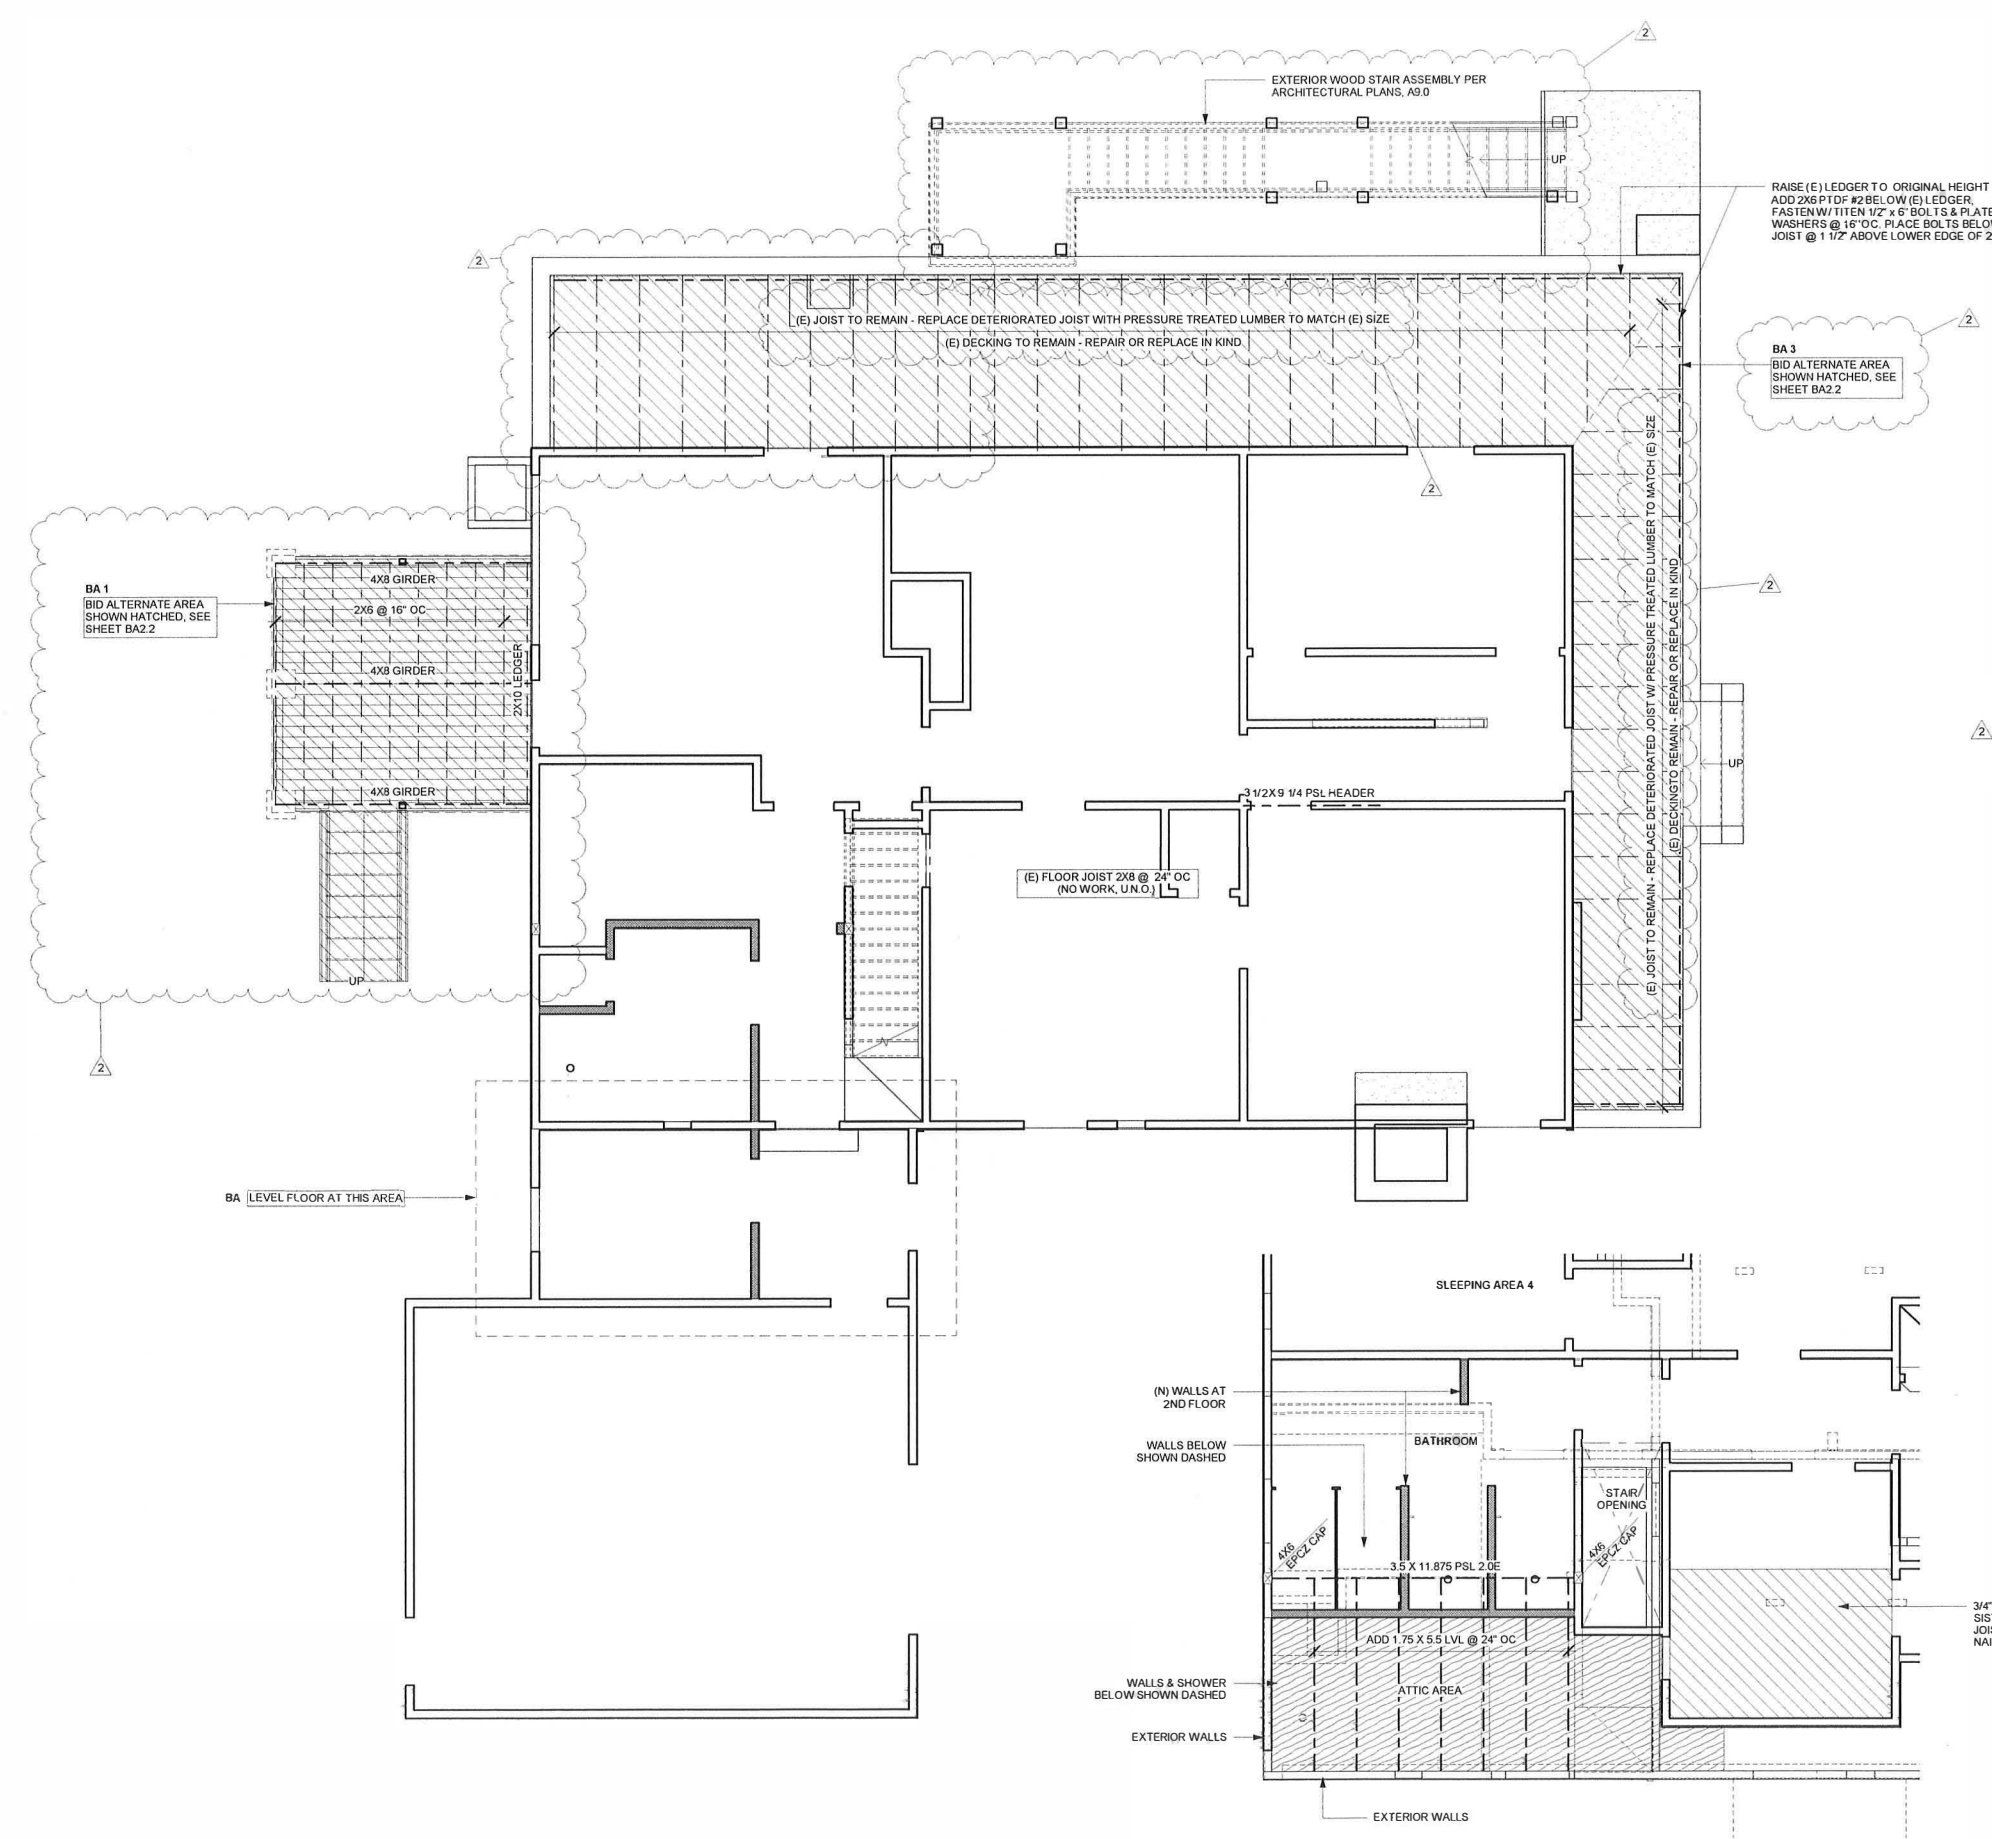 2
EXTERIOR WOOD STAIR ASSEMBLY PER
ARCHITECTURAL PLANS, A9.0
UP
RAISE (E) LEDGER TO ORIGINAL HEIGHT
ADD 2X6 PTDF #2 BELOW (E) LEDGER,
FASTEN W/ TITEN 1/2" x 6" BOLTS & PLATE
WASHERS @ 16" OC. PLACE BOLTS BELOW
JOIST @ 1 1/2" ABOVE LOWER EDGE OF 2
2
(E) JOIST TO REMAIN - REPLACE DETERIORATED JOIST WITH PRESSURE TREATED LUMBER TO MATCH (E) SIZE
(E) DECKING TO REMAIN - REPAIR OR REPLACE IN KIND
2
BA 3
BID ALTERNATE AREA
SHOWN HATCHED, SEE
SHEET BA2.2
2
(E) JOIST TO REMAIN - REPLACE DETERIORATED JOIST W/ PRESSURE TREATED LUMBER TO MATCH (E) SIZE
(E) DECKING TO REMAIN - REPAIR OR REPLACE IN KIND
2
2
UP
BA 1
BID ALTERNATE AREA
SHOWN HATCHED, SEE
SHEET BA2.2
4X8 GIRDER
2X6 @ 16" OC
4X8 GIRDER
2X10 LEDGER
4X8 GIRDER
UP
2
3 1/2X9 1/4 PSL HEADER
(E) FLOOR JOIST 2X8 @ 24" OC
(NO WORK, U.N.O.)
BA LEVEL FLOOR AT THIS AREA
SLEEPING AREA 4
(N) WALLS AT
2ND FLOOR
BATHROOM
WALLS BELOW
SHOWN DASHED
STAIR
OPENING
4X6
EPCZ CAP
4X6
EPCZ CAP
3.5 X 11.875 PSL 2.0E
3/4"
ADD 1.75 X 5.5 LVL @ 24" OC
WALLS & SHOWER
BELOW SHOWN DASHED
ATTIC AREA
EXTERIOR WALLS
EXTERIOR WALLS